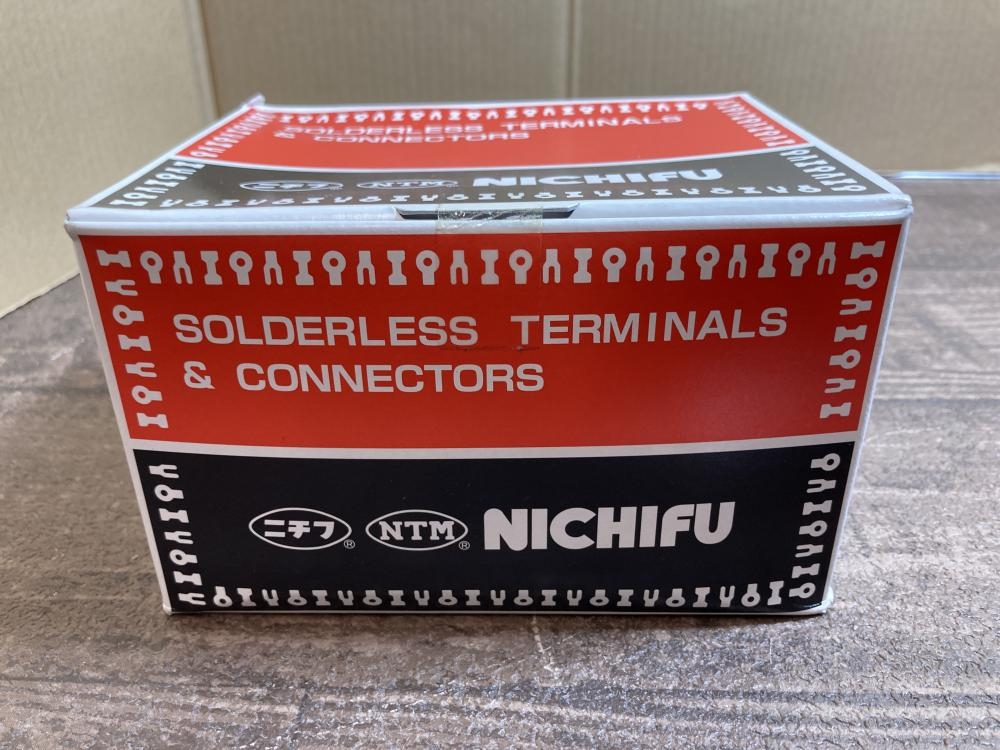 SOLDERLESS TERMINALS
& CONNECTORS
ニチフ® NTM® NICHIFU
SOLDERLESS TERMINALS
& CONNECTORS
ニチフ® NTM® NICHIFU